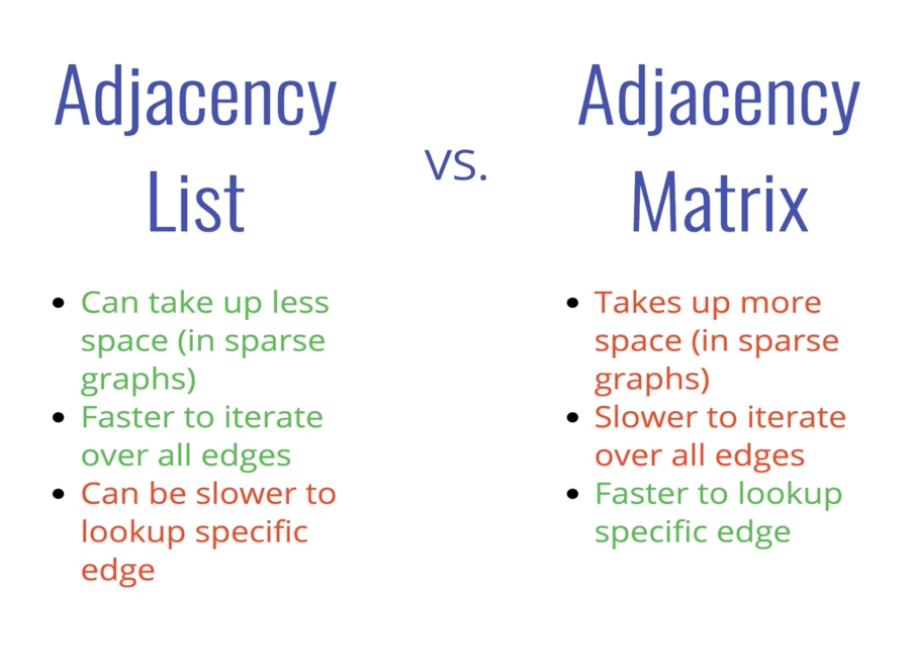 Adjacency
List
vs.
Adjacency
Matrix
• Can take up less
space (in sparse
graphs)
• Faster to iterate
over all edges
• Can be slower to
lookup specific
edge
• Takes up more
space (in sparse
graphs)
• Slower to iterate
over all edges
• Faster to lookup
specific edge